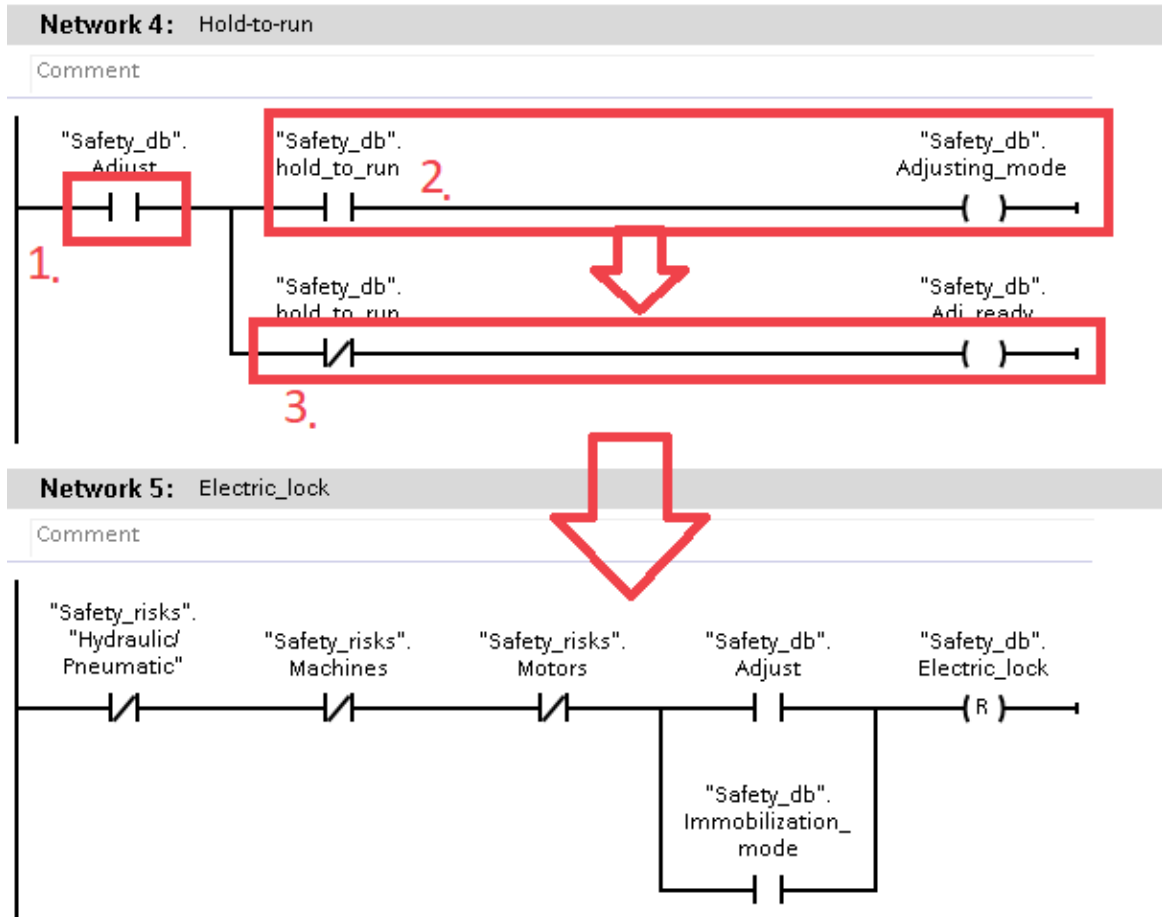 Network 4: Hold-to-run
Comment
"Safety_db". "Safety_db". "Safety_db".
Adjust hold_to_run Adjusting_mode
2.
1.
"Safety_db". "Safety_db".
hold_to_run Adj_ready
3.
Network 5: Electric_lock
Comment
"Safety_risks".
"Hydraulic/ "Safety_risks". "Safety_risks". "Safety_db". "Safety_db".
Pneumatic" Machines Motors Adjust Electric_lock
R
"Safety_db".
Immobilization_
mode